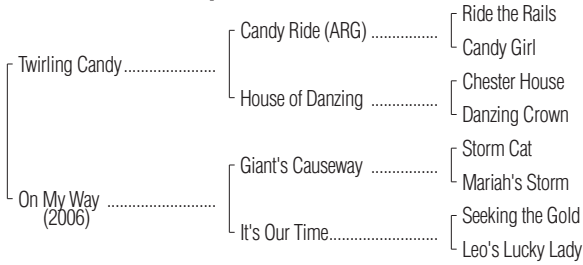 Ride the Rails
Candy Ride (ARG) ................
Candy Girl
Twirling Candy......................
Chester House
House of Danzing ................
Danzing Crown
Storm Cat
Giant's Causeway ................
Mariah's Storm
On My Way ..........................
(2006)
Seeking the Gold
It's Our Time..........................
Leo's Lucky Lady